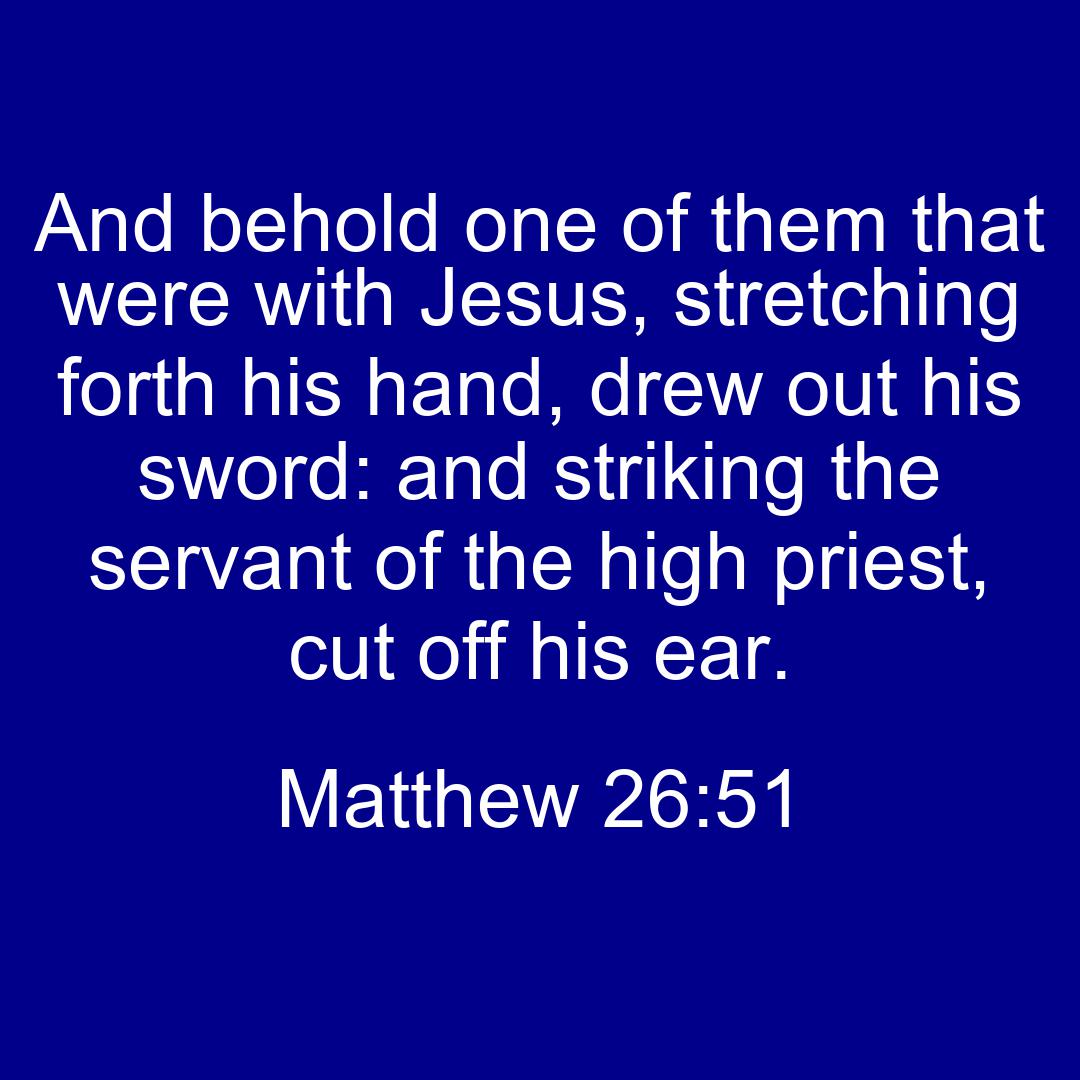 And behold one of them that
were with Jesus, stretching
forth his hand, drew out his
sword: and striking the
servant of the high priest,
cut off his ear.
Matthew 26:51